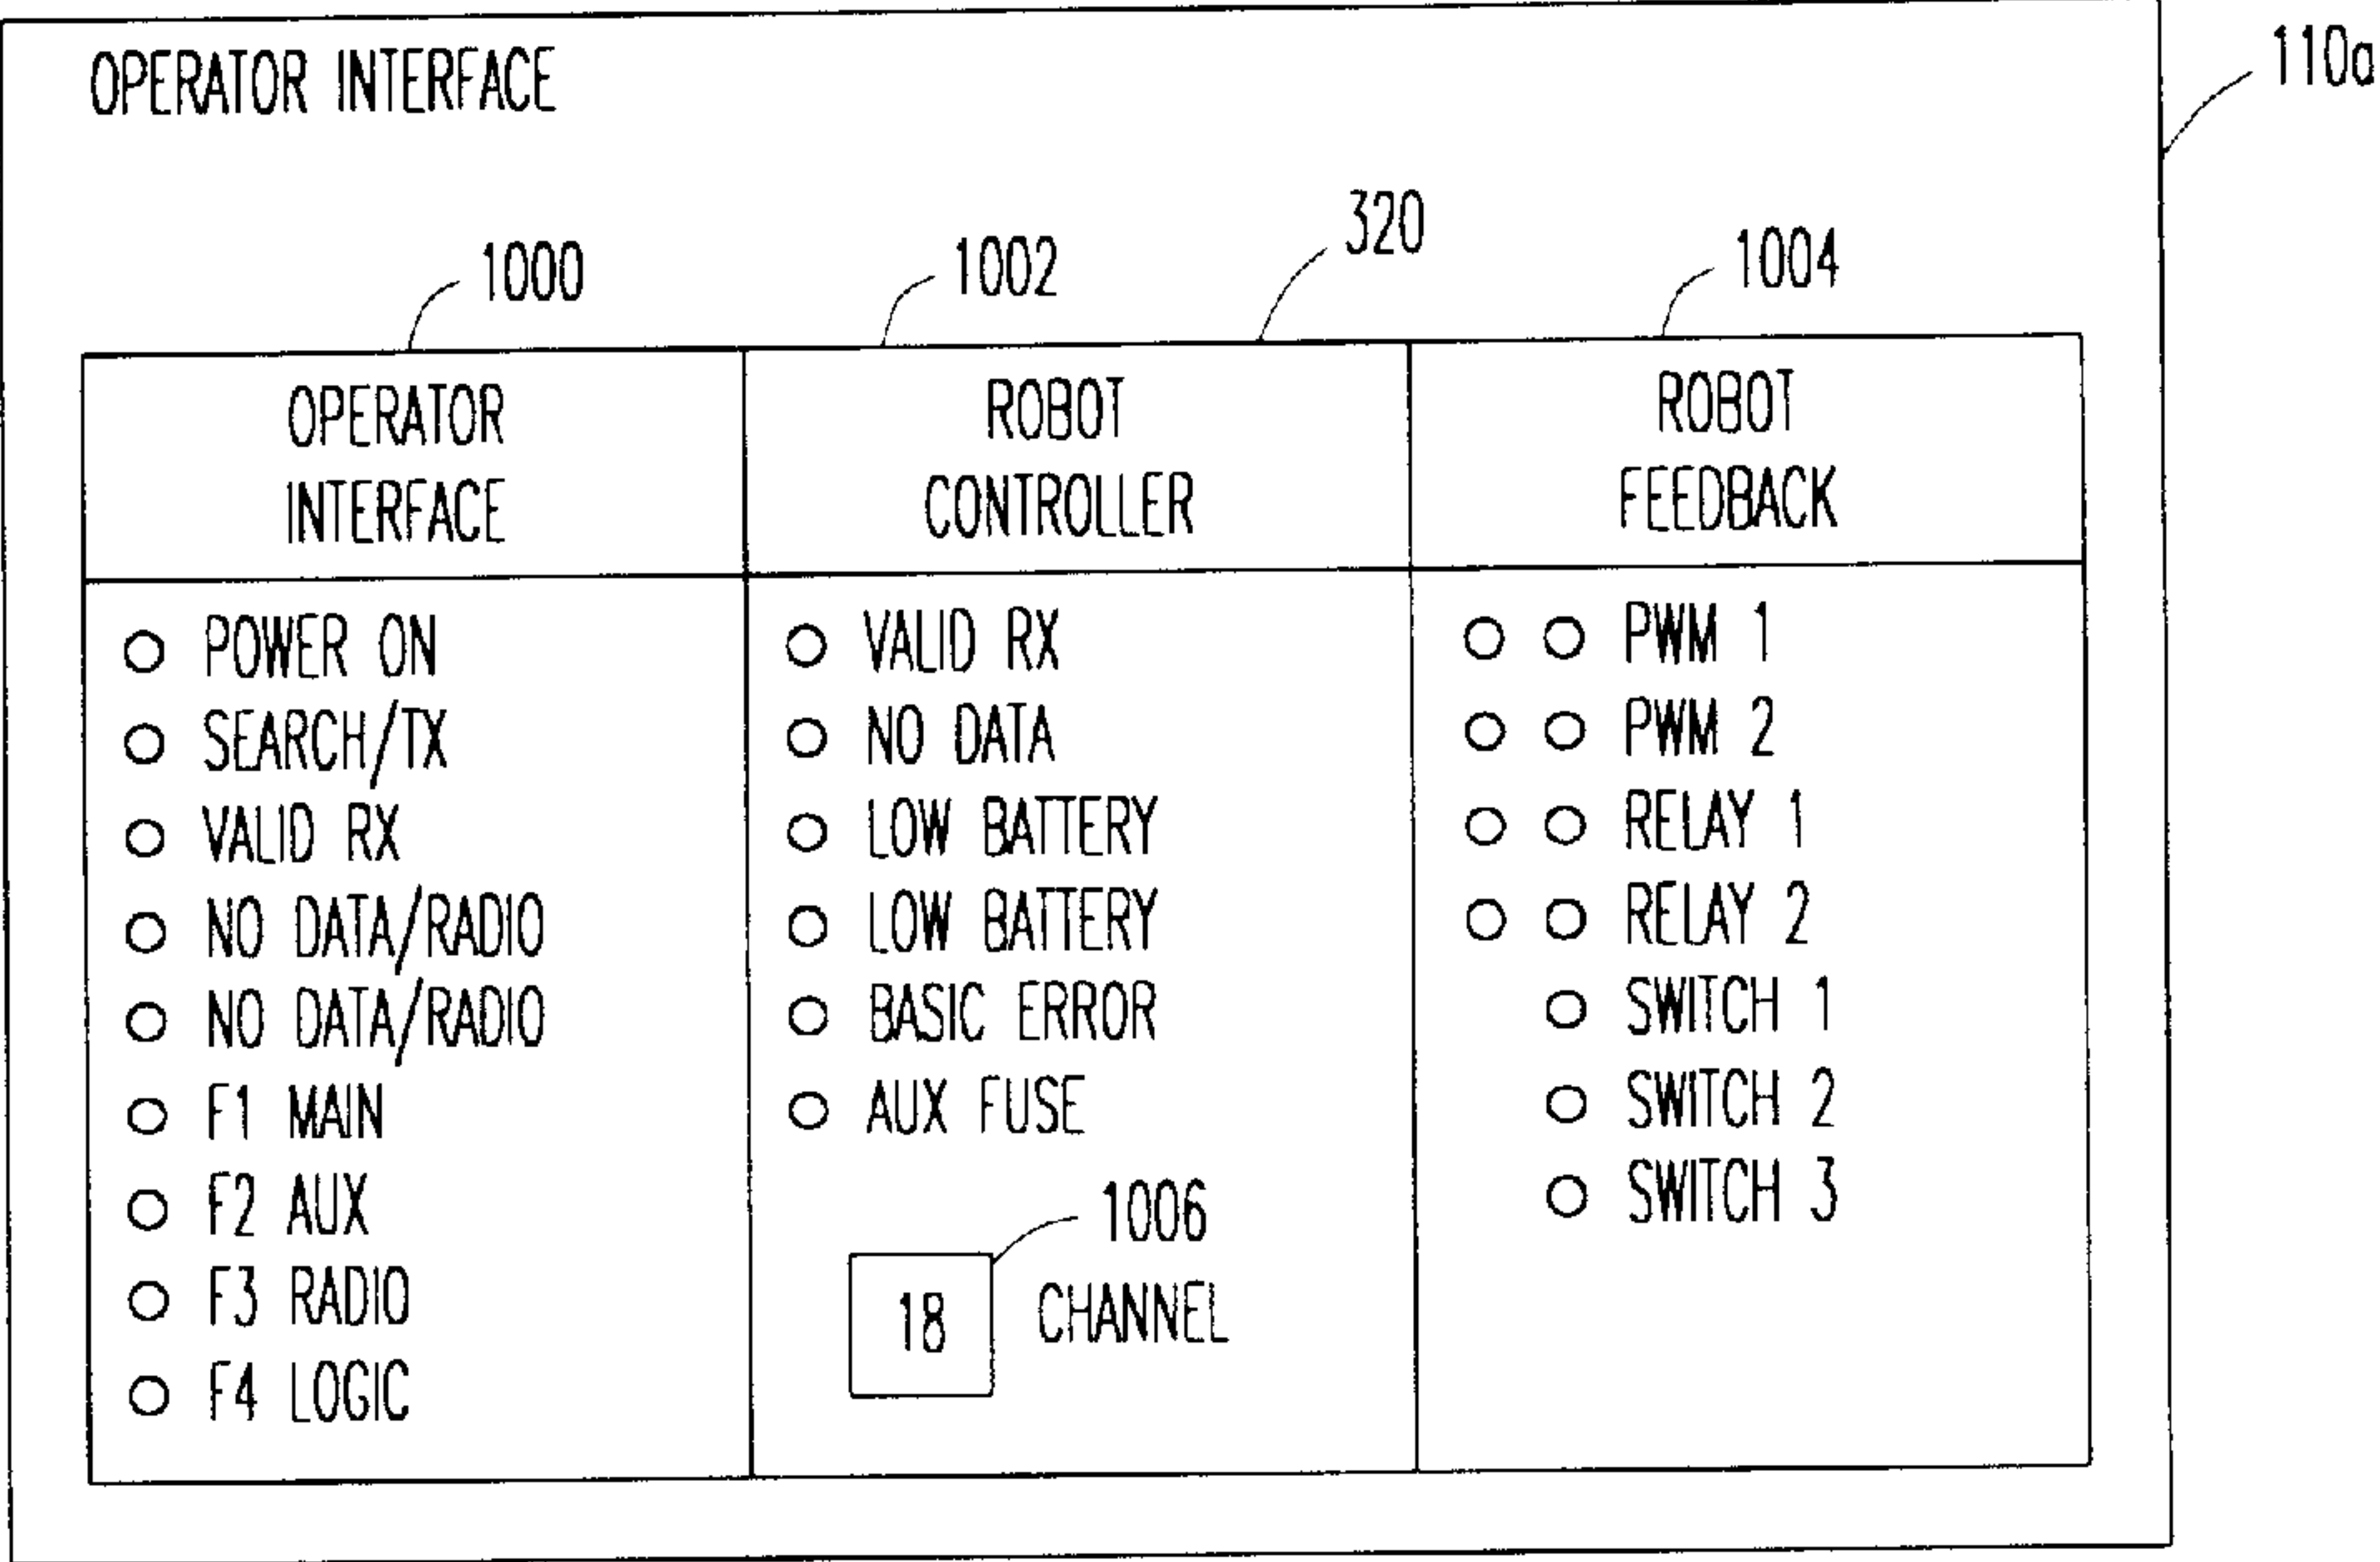 OPERATOR INTERFACE
110a
1000
1002
320
1004
OPERATOR
INTERFACE
POWER ON
SEARCH/TX
VALID RX
NO DATA/RADIO
NO DATA/RADIO
F1 MAIN
F2 AUX
F3 RADIO
F4 LOGIC
ROBOT
CONTROLLER
VALID RX
NO DATA
LOW BATTERY
LOW BATTERY
BASIC ERROR
AUX FUSE
1006
18 CHANNEL
ROBOT
FEEDBACK
PWM 1
PWM 2
RELAY 1
RELAY 2
SWITCH 1
SWITCH 2
SWITCH 3